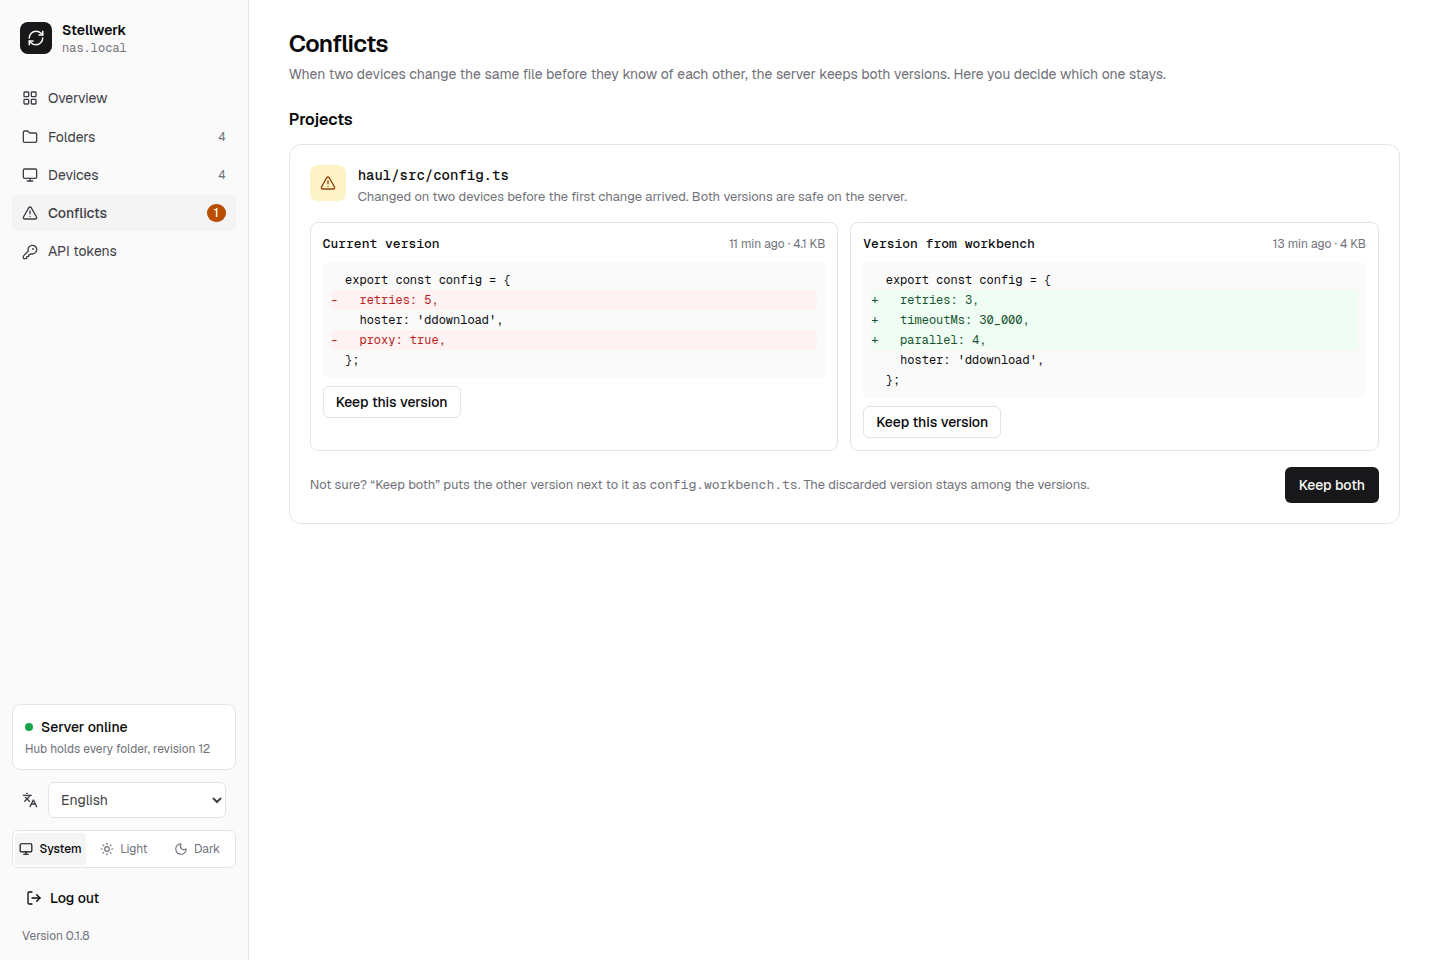 Stellwerk
nas.local
Overview
Folders 4
Devices 4
Conflicts 1
API tokens
Server online
Hub holds every folder, revision 12
English
System Light Dark
Log out
Version 0.1.8
Conflicts
When two devices change the same file before they know of each other, the server keeps both versions. Here you decide which one stays.
Projects
haul/src/config.ts
Changed on two devices before the first change arrived. Both versions are safe on the server.
Current version 11 min ago · 4.1 KB
export const config = {
-   retries: 5,
    hoster: 'ddownload',
-   proxy: true,
};
Keep this version
Version from workbench 13 min ago · 4 KB
export const config = {
+   retries: 3,
+   timeoutMs: 30_000,
+   parallel: 4,
    hoster: 'ddownload',
};
Keep this version
Not sure? “Keep both” puts the other version next to it as config.workbench.ts. The discarded version stays among the versions.
Keep both